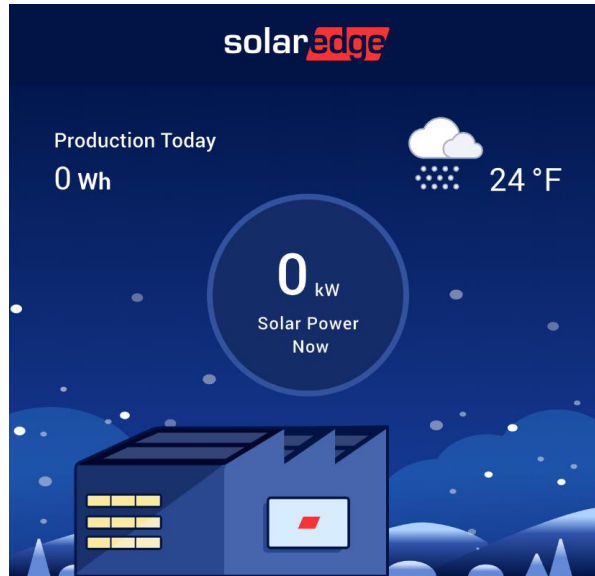 solaredge
Production Today
0 Wh
24 °F
0 kW
Solar Power
Now